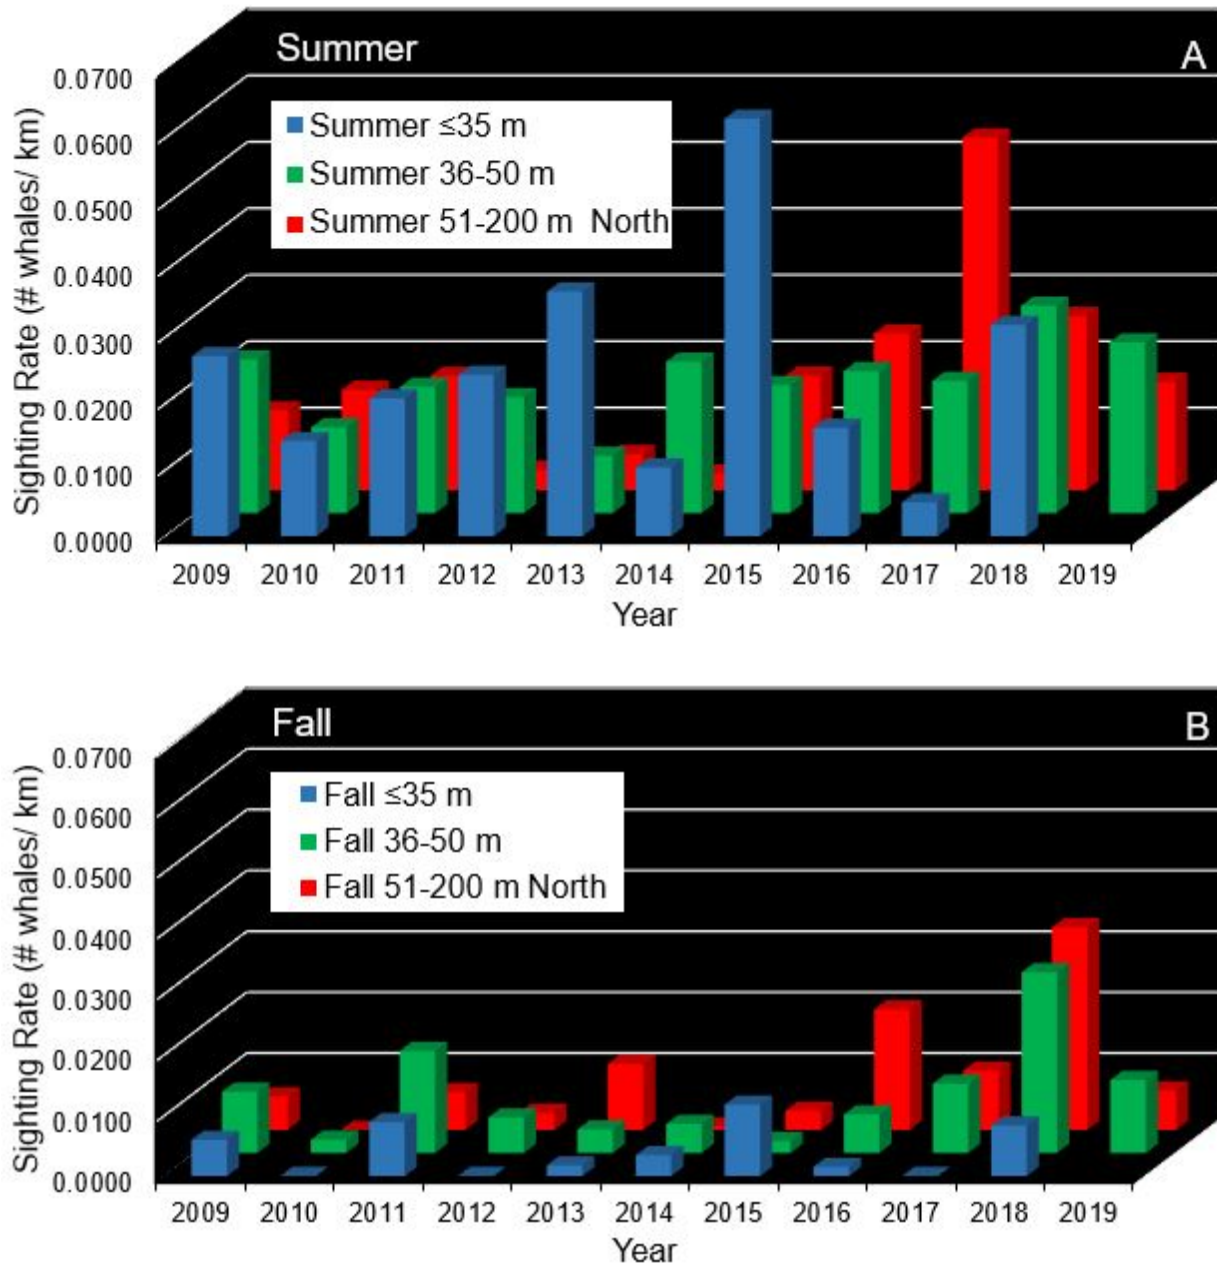 Summer A
0.0700
0.0600
0.0500
0.0400
0.0300
0.0200
0.0100
0.0000
Sighting Rate (# whales/ km)
Summer ≤35 m
Summer 36-50 m
Summer 51-200 m North
2009 2010 2011 2012 2013 2014 2015 2016 2017 2018 2019
Year
Fall B
0.0700
0.0600
0.0500
0.0400
0.0300
0.0200
0.0100
0.0000
Sighting Rate (# whales/ km)
Fall ≤35 m
Fall 36-50 m
Fall 51-200 m North
2009 2010 2011 2012 2013 2014 2015 2016 2017 2018 2019
Year